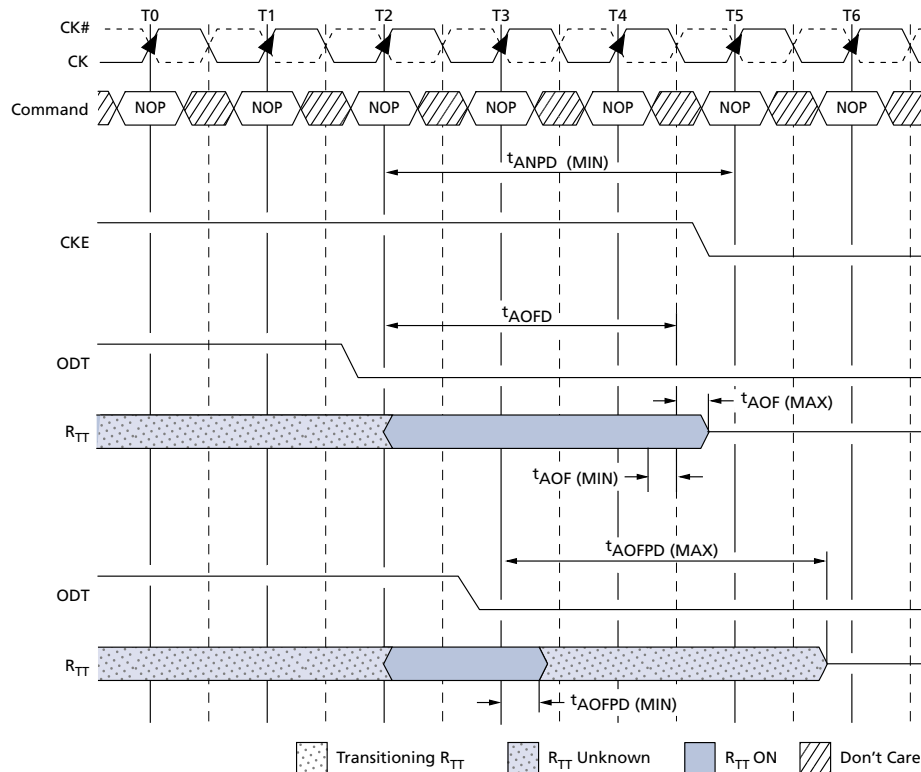 T0 T1 T2 T3 T4 T5 T6
CK#
CK
Command NOP NOP NOP NOP NOP NOP NOP
tANPD (MIN)
CKE
tAOFD
ODT
tAOF (MAX)
RTT
tAOF (MIN)
tAOFPD (MAX)
ODT
RTT
tAOFPD (MIN)
Transitioning RTT RTT Unknown RTT ON Don't Care